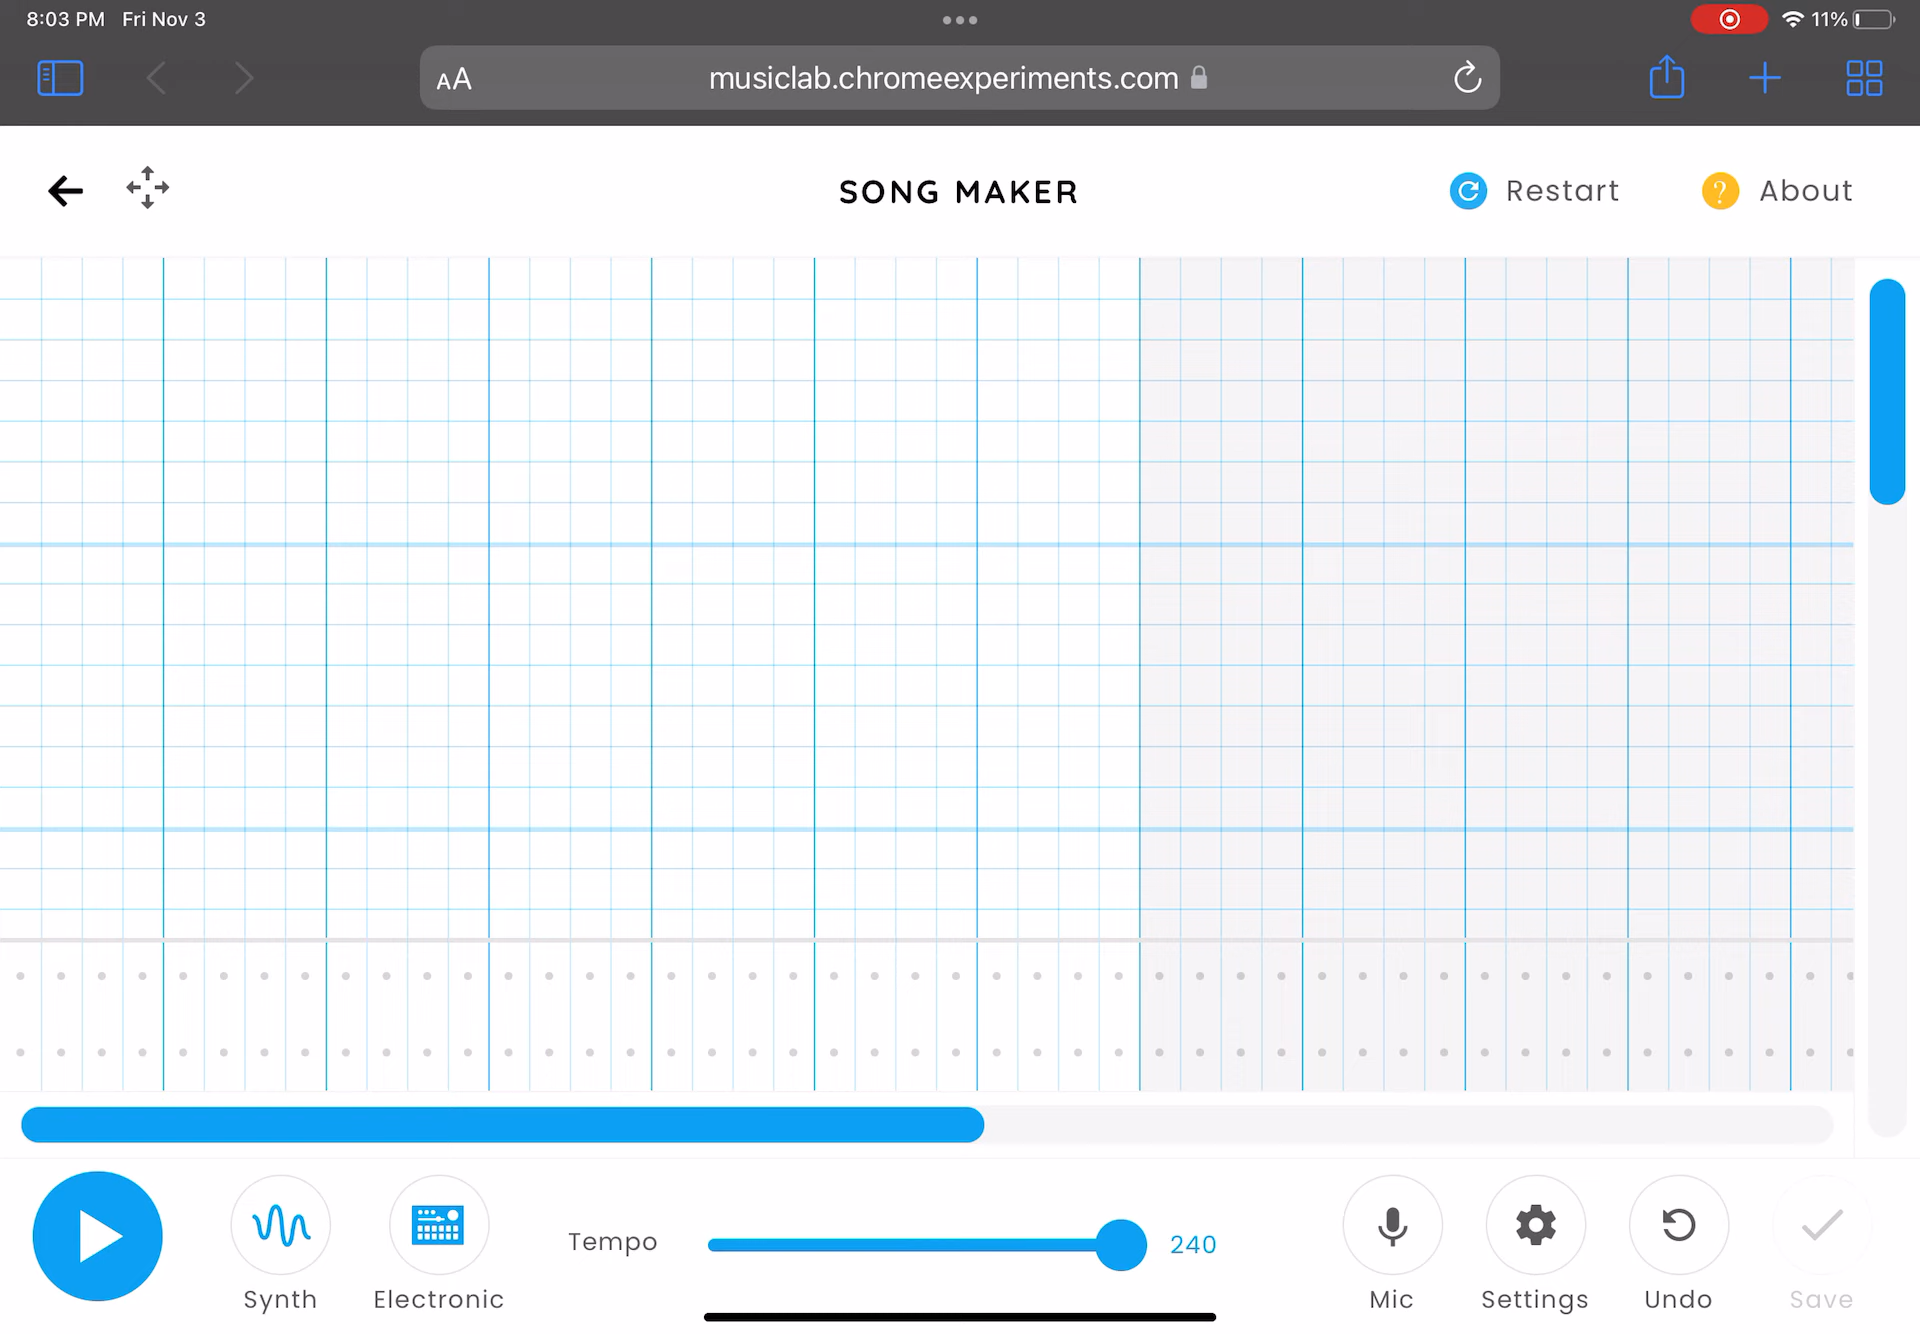 8:03 PM Fri Nov 3
11%
AA
musiclab.chromeexperiments.com
SONG MAKER
Restart
? About
Tempo
240
Synth
Electronic
Mic
Settings
Undo
Save